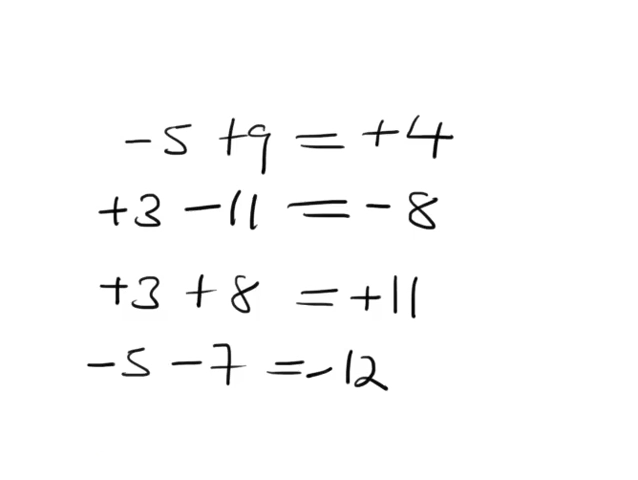 -5 +9 = +4
+3 -11 = -8
+3 +8 = +11
-5 -7 = -12